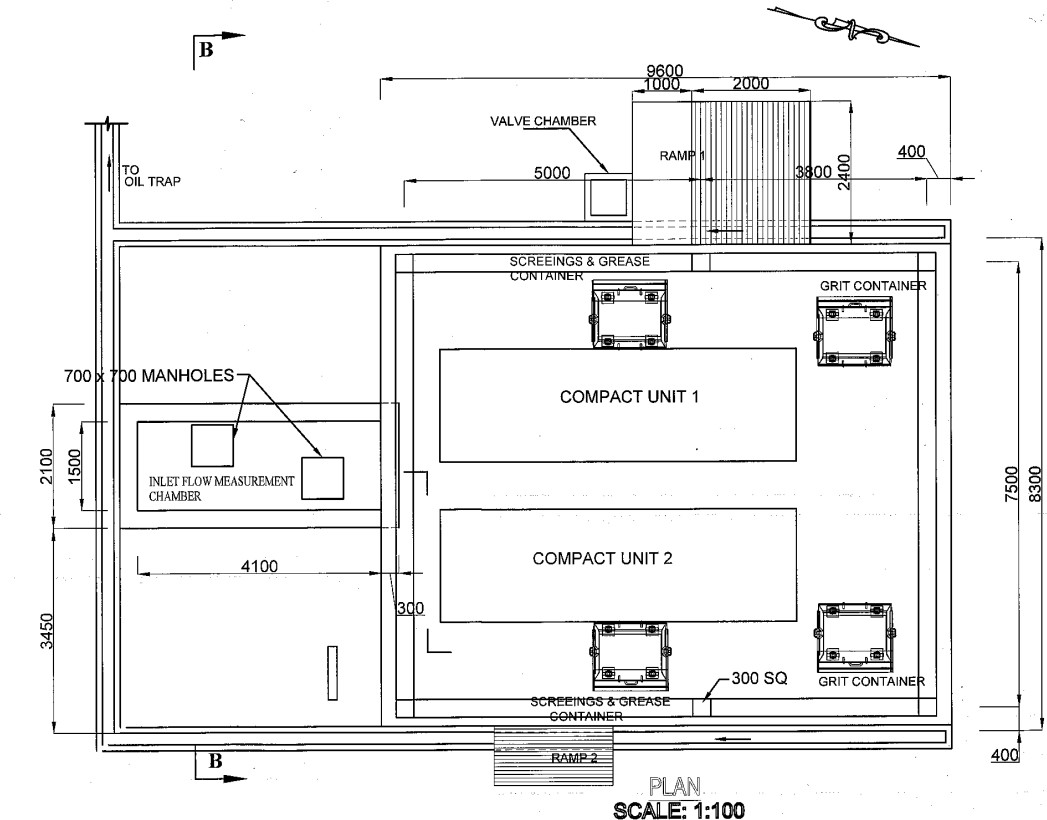 B
9600
1000
2000
VALVE CHAMBER
RAMP 1
400
TO
OIL TRAP
5000
3800
2400
SCREEINGS & GREASE
CONTAINER
GRIT CONTAINER
700 x 700 MANHOLES
COMPACT UNIT 1
2100
1500
INLET FLOW MEASUREMENT
CHAMBER
7500
8300
COMPACT UNIT 2
4100
300
3450
300 SQ
GRIT CONTAINER
SCREEINGS & GREASE
CONTAINER
400
B
RAMP 2
PLAN
SCALE: 1:100